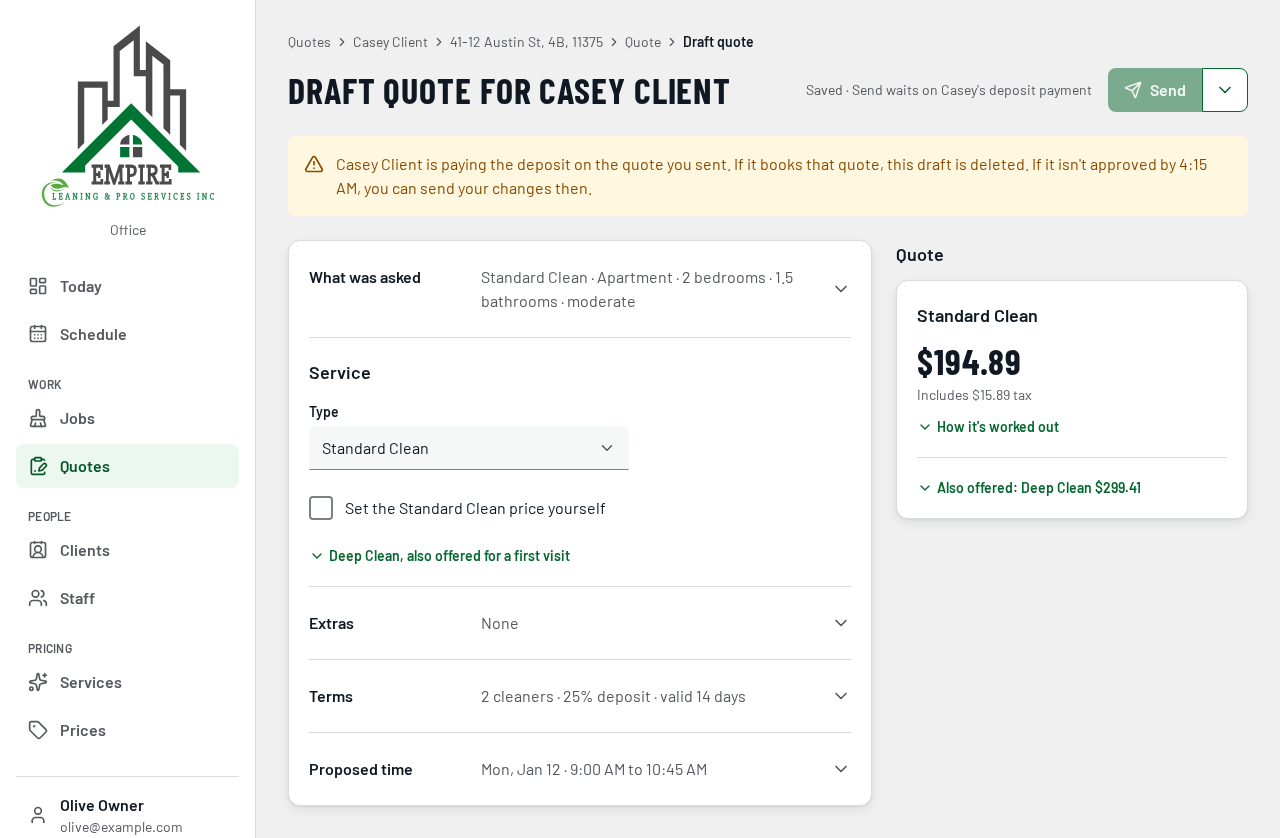 EMPIRE
LEANING & PRO SERVICES INC
Office
Today
Schedule
WORK
Jobs
Quotes
PEOPLE
Clients
Staff
PRICING
Services
Prices
Olive Owner
olive@example.com
Quotes > Casey Client > 41-12 Austin St, 4B, 11375 > Quote > Draft quote
DRAFT QUOTE FOR CASEY CLIENT
Saved · Send waits on Casey's deposit payment
Send
Casey Client is paying the deposit on the quote you sent. If it books that quote, this draft is deleted. If it isn't approved by 4:15
AM, you can send your changes then.
What was asked
Standard Clean · Apartment · 2 bedrooms · 1.5
bathrooms · moderate
Service
Type
Standard Clean
Set the Standard Clean price yourself
Deep Clean, also offered for a first visit
Extras
None
Terms
2 cleaners · 25% deposit · valid 14 days
Proposed time
Mon, Jan 12 · 9:00 AM to 10:45 AM
Quote
Standard Clean
$194.89
Includes $15.89 tax
How it's worked out
Also offered: Deep Clean $299.41